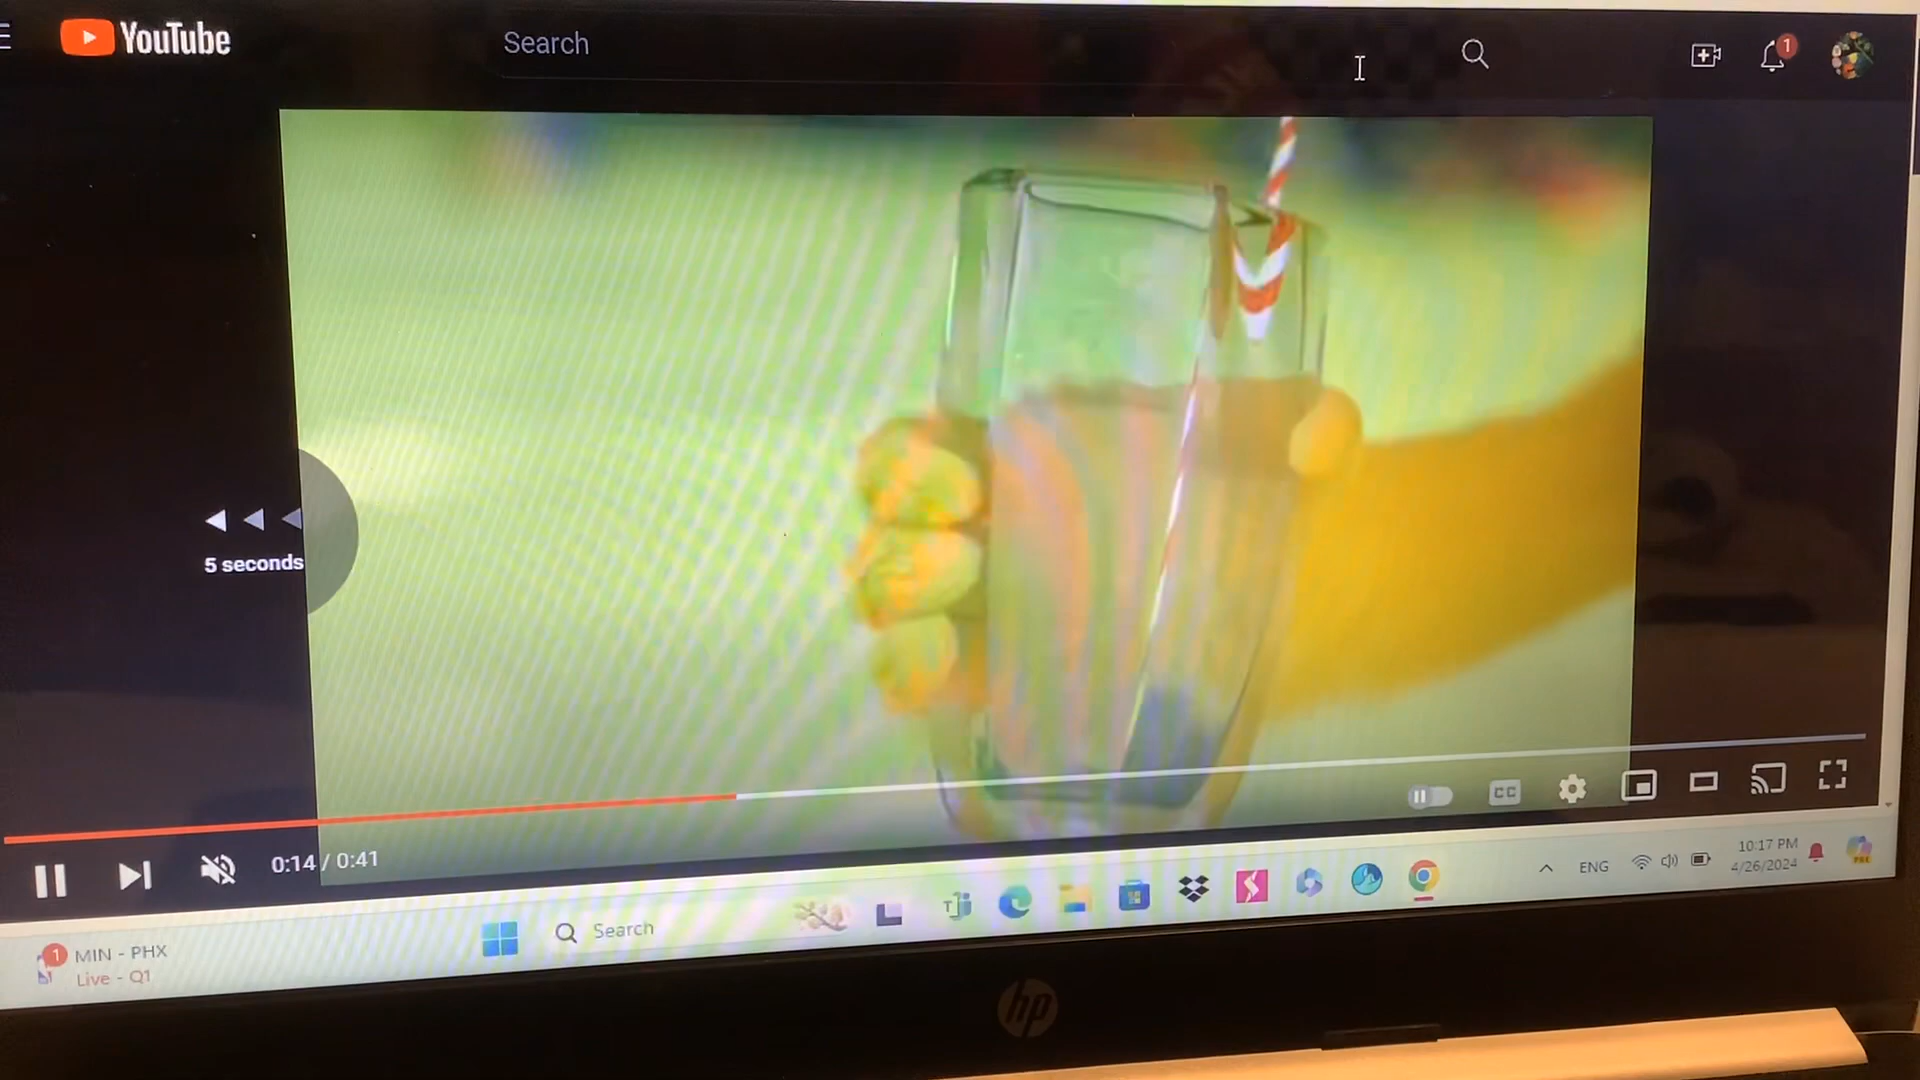 YouTube
Search
1
5 seconds
CC
0:14 / 0:41
10:17 PM
ENG
4/26/2024
Search
1
MIN - PHX
Live - Q1
hp